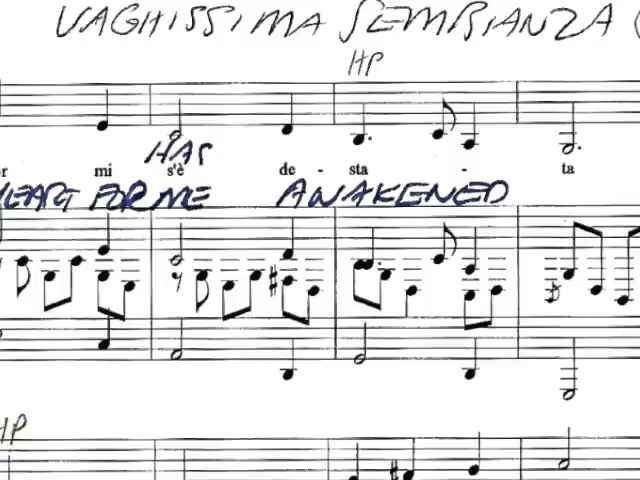 VAGHISSIMA SEMBIANZA (
HP
HAS
r mi s'è de - sta - ta
HEART FOR ME AWAKENED
HP